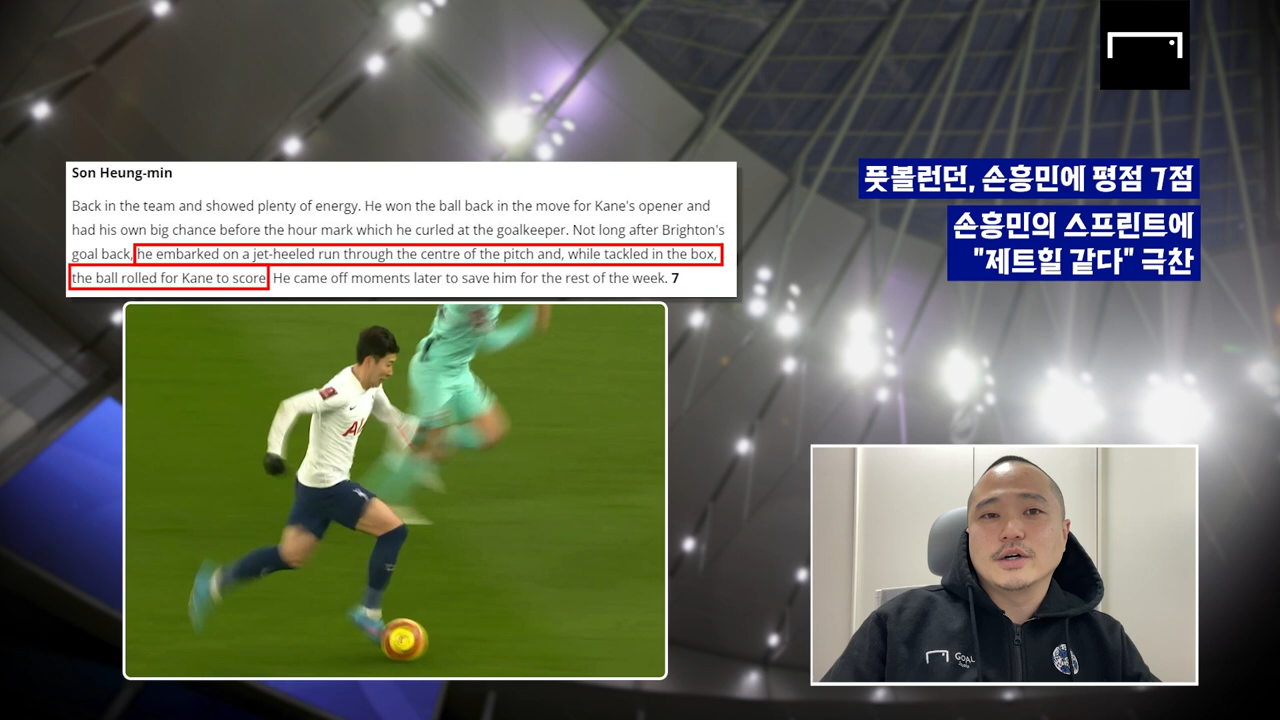 Son Heung-min
Back in the team and showed plenty of energy. He won the ball back in the move for Kane's opener and
had his own big chance before the hour mark which he curled at the goalkeeper. Not long after Brighton's
goal back, he embarked on a jet-heeled run through the centre of the pitch and, while tackled in the box,
the ball rolled for Kane to score. He came off moments later to save him for the rest of the week. 7
풋볼런던, 손흥민에 평점 7점
손흥민의 스프린트에
"제트힐 같다" 극찬
AI
GOAL